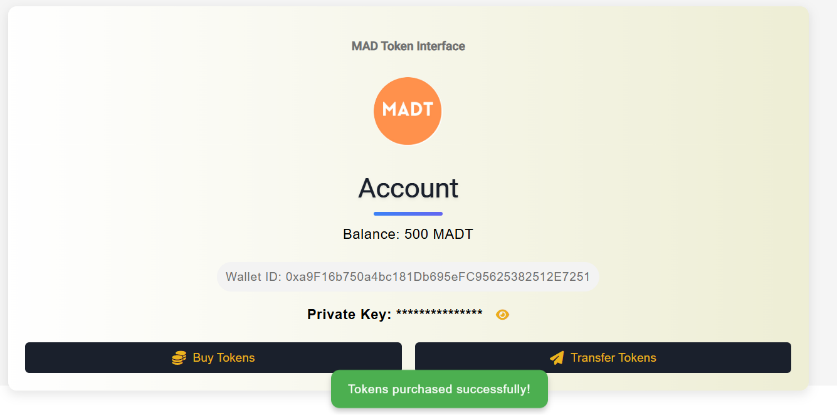 MAD Token Interface
MADT
Account
Balance: 500 MADT
Wallet ID: 0xa9F16b750a4bc181Db695eFC95625382512E7251
Private Key: ***************
Buy Tokens
Transfer Tokens
Tokens purchased successfully!